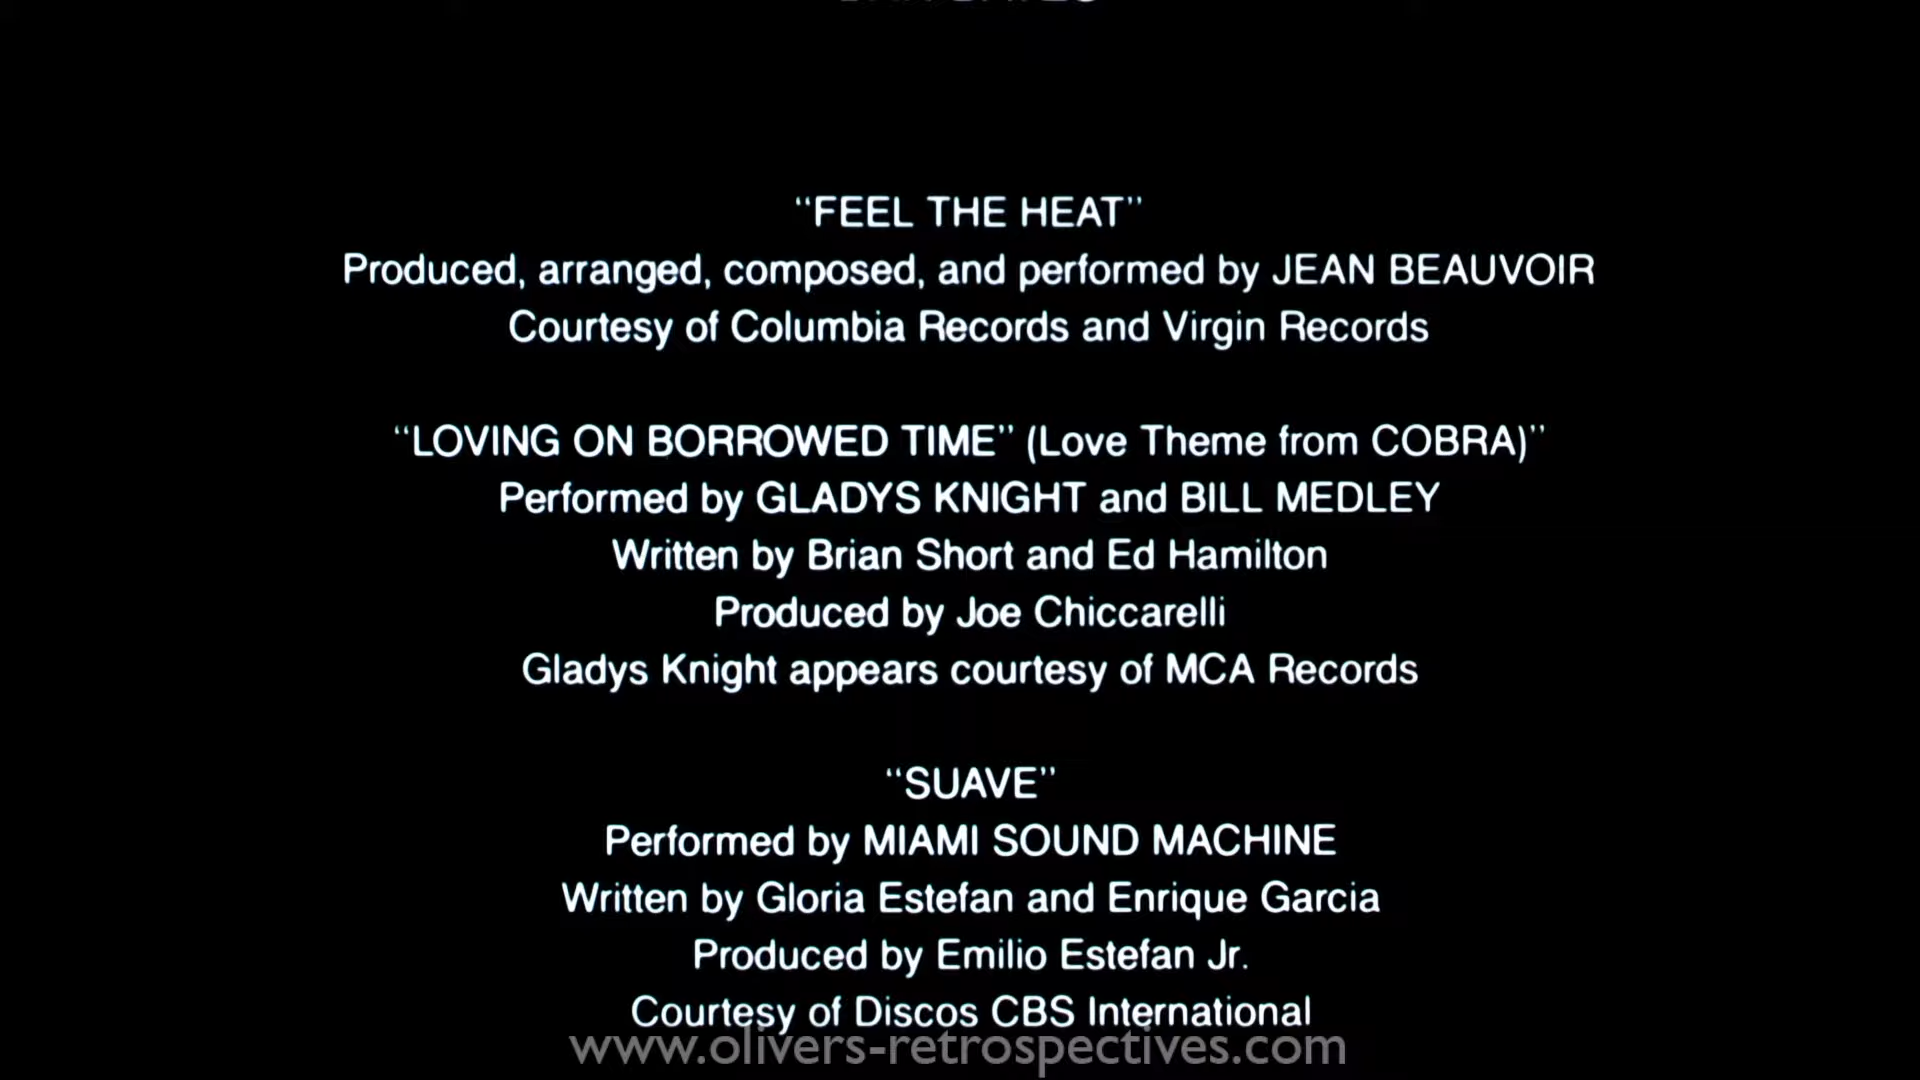 “FEEL THE HEAT”
Produced, arranged, composed, and performed by JEAN BEAUVOIR
Courtesy of Columbia Records and Virgin Records
“LOVING ON BORROWED TIME” (Love Theme from COBRA)”
Performed by GLADYS KNIGHT and BILL MEDLEY
Written by Brian Short and Ed Hamilton
Produced by Joe Chiccarelli
Gladys Knight appears courtesy of MCA Records
“SUAVE”
Performed by MIAMI SOUND MACHINE
Written by Gloria Estefan and Enrique Garcia
Produced by Emilio Estefan Jr.
Courtesy of Discos CBS International
www.olivers-retrospectives.com